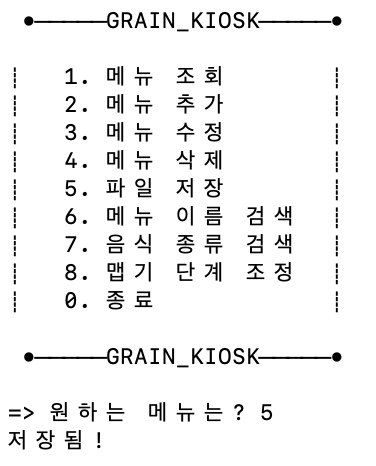 GRAIN_KIOSK
1. 메뉴 조회
2. 메뉴 추가
3. 메뉴 수정
4. 메뉴 삭제
5. 파일 저장
6. 메뉴 이름 검색
7. 음식 종류 검색
8. 맵기 단계 조정
0. 종료
GRAIN_KIOSK
=> 원하는 메뉴는? 5
저장됨!